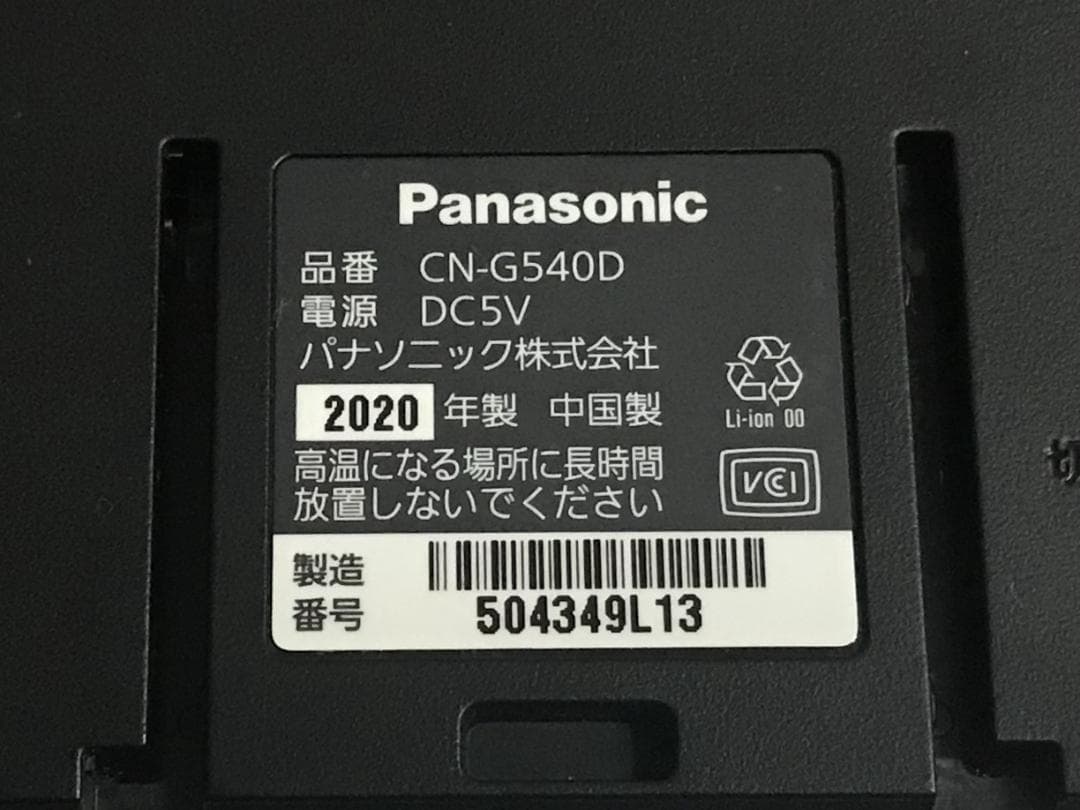 Panasonic
品番 CN-G540D
電源 DC5V
パナソニック株式会社
2020 年製 中国製
Li-ion 00
高温になる場所に長時間
放置しないでください
VCCI
製造
番号 504349L13
切